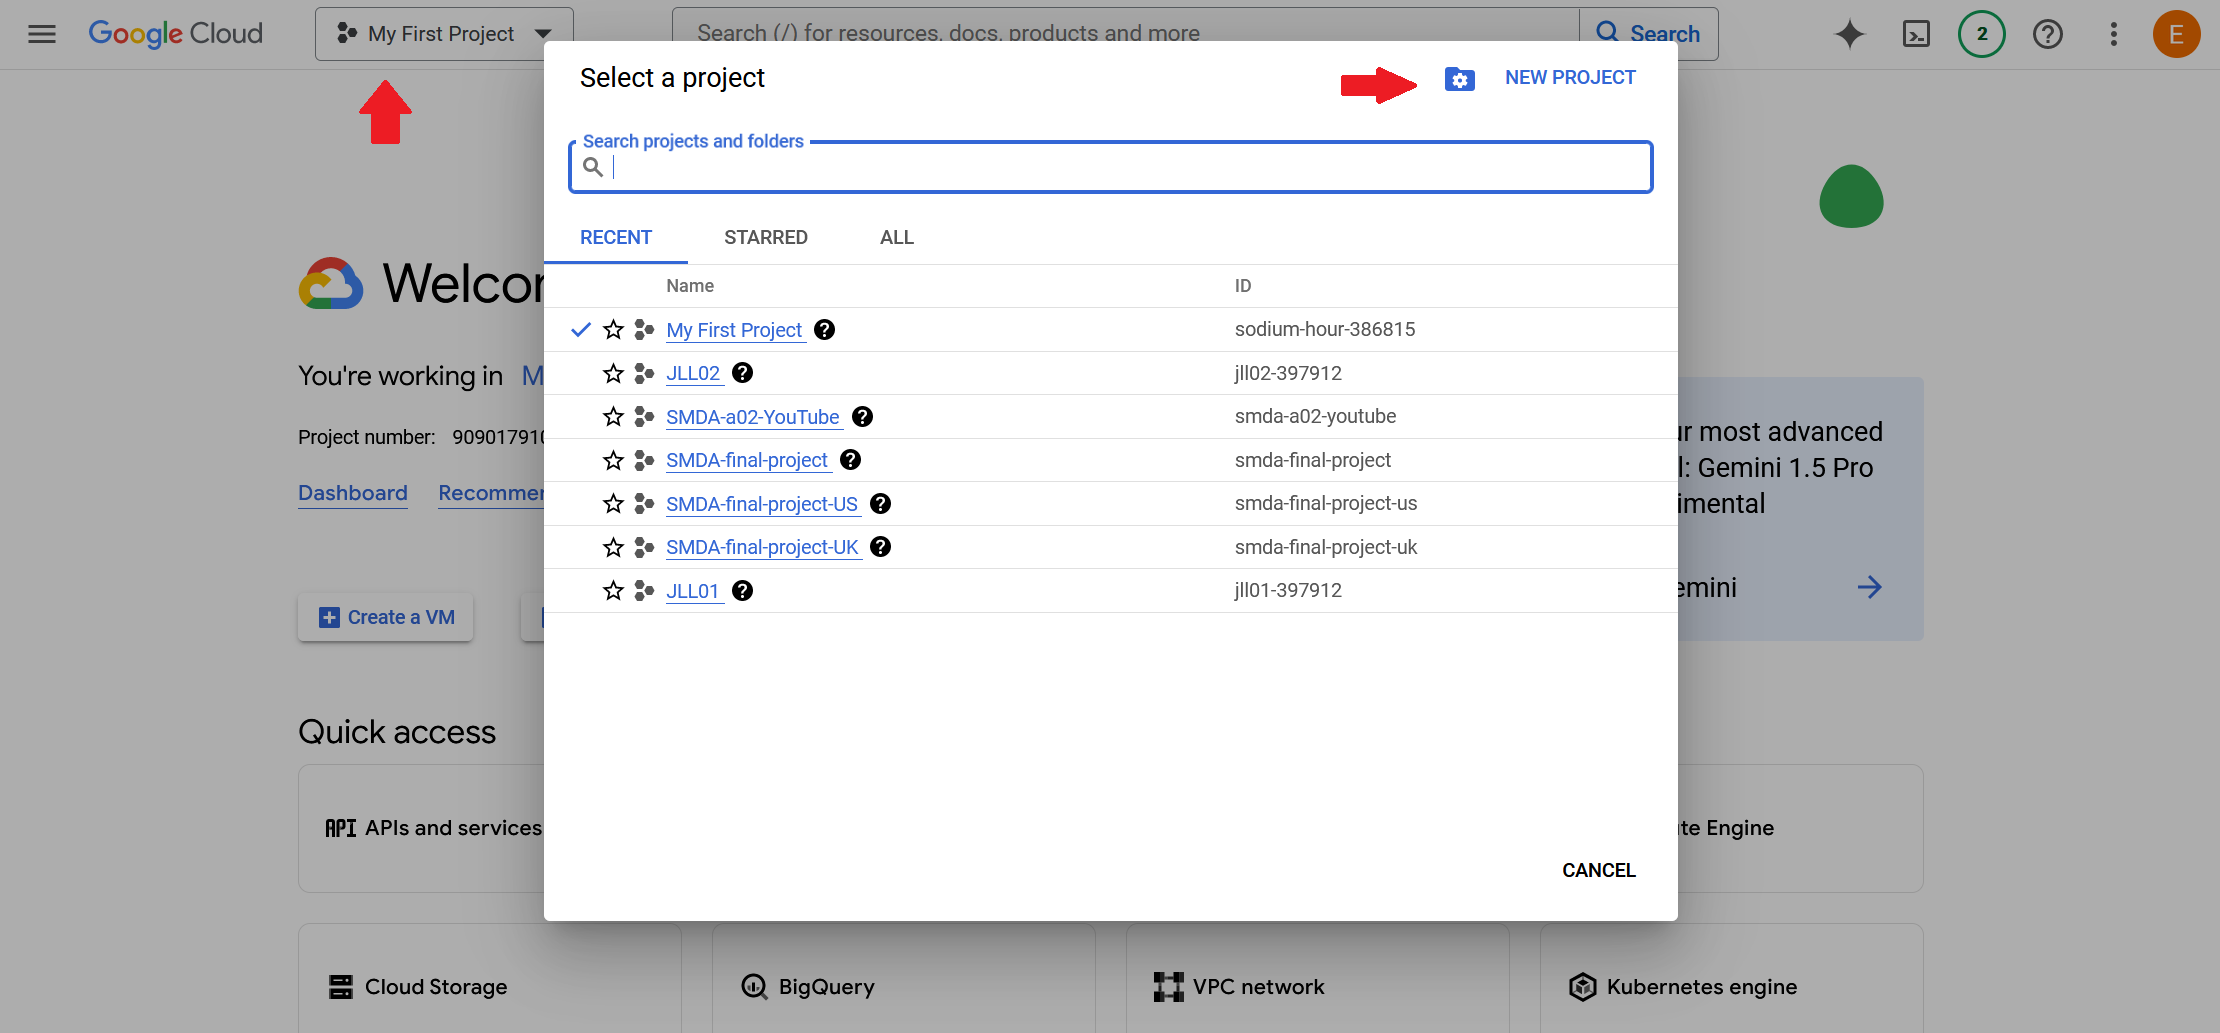 Google Cloud
My First Project
Search (/) for resources, docs, products and more
Search
2
E
Select a project
NEW PROJECT
Search projects and folders
RECENT
STARRED
ALL
Name
ID
My First Project
sodium-hour-386815
JLL02
jll02-397912
SMDA-a02-YouTube
smda-a02-youtube
SMDA-final-project
smda-final-project
SMDA-final-project-US
smda-final-project-us
SMDA-final-project-UK
smda-final-project-uk
JLL01
jll01-397912
CANCEL
Welcom
You're working in M
Project number: 909017910
Dashboard
Recommen
Create a VM
ur most advanced
l: Gemini 1.5 Pro
imental
emini
Quick access
API APIs and services
te Engine
Cloud Storage
BigQuery
VPC network
Kubernetes engine